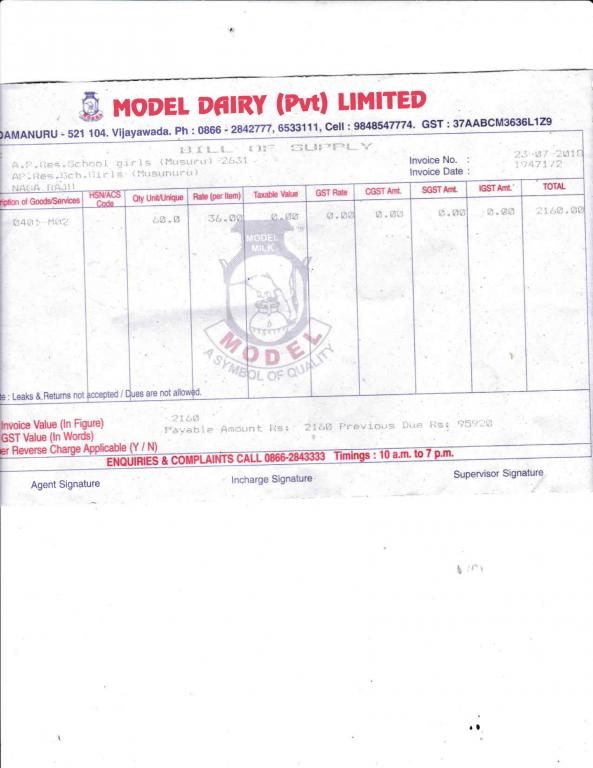 MODEL DAIRY (Pvt) LIMITED
DAMANURU - 521 104. Vijayawada. Ph : 0866 - 2842777, 6533111, Cell : 9848547774. GST : 37AABCM3636L1Z9
BILL OF SUPPLY
A.P.Res.School girls (Musuru)-2631-
AP.Res.Sch.Girls (Musunuru)
NAGA RAJU
Invoice No. : 23-07-2018
Invoice Date : 1947172
ription of Goods/Services HSN/ACS Code Qty Unit/Unique Rate (per Item) Taxable Value GST Rate CGST Amt. SGST Amt. IGST Amt. TOTAL
0401-M02 60.0 36.00 0.00 0.00 0.00 0.00 0.00 2160.00
MODEL
MILK
MODEL
A SYMBOL OF QUALITY
te : Leaks & Returns not accepted / Dues are not allowed.
Invoice Value (In Figure) 2160
GST Value (In Words) Payable Amount Rs: 2160 Previous Due Rs: 95920
er Reverse Charge Applicable (Y / N)
ENQUIRIES & COMPLAINTS CALL 0866-2843333 Timings : 10 a.m. to 7 p.m.
Agent Signature Incharge Signature Supervisor Signature